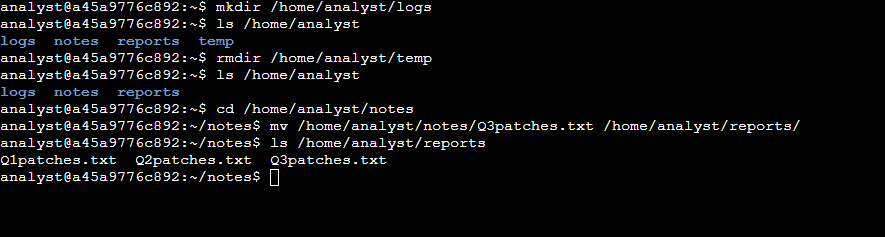 analyst@a45a9776c892:~$ mkdir /home/analyst/logs
analyst@a45a9776c892:~$ ls /home/analyst
logs  notes  reports  temp
analyst@a45a9776c892:~$ rmdir /home/analyst/temp
analyst@a45a9776c892:~$ ls /home/analyst
logs  notes  reports
analyst@a45a9776c892:~$ cd /home/analyst/notes
analyst@a45a9776c892:~/notes$ mv /home/analyst/notes/Q3patches.txt /home/analyst/reports/
analyst@a45a9776c892:~/notes$ ls /home/analyst/reports
Q1patches.txt  Q2patches.txt  Q3patches.txt
analyst@a45a9776c892:~/notes$